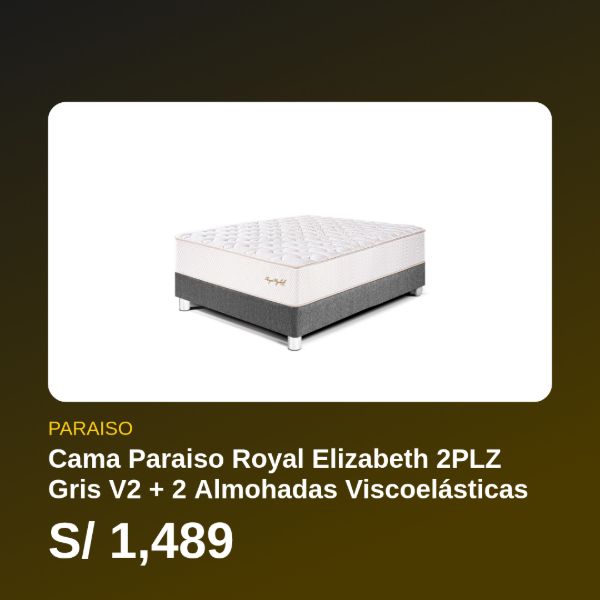 PARAISO
Cama Paraiso Royal Elizabeth 2PLZ
Gris V2 + 2 Almohadas Viscoelásticas
S/ 1,489